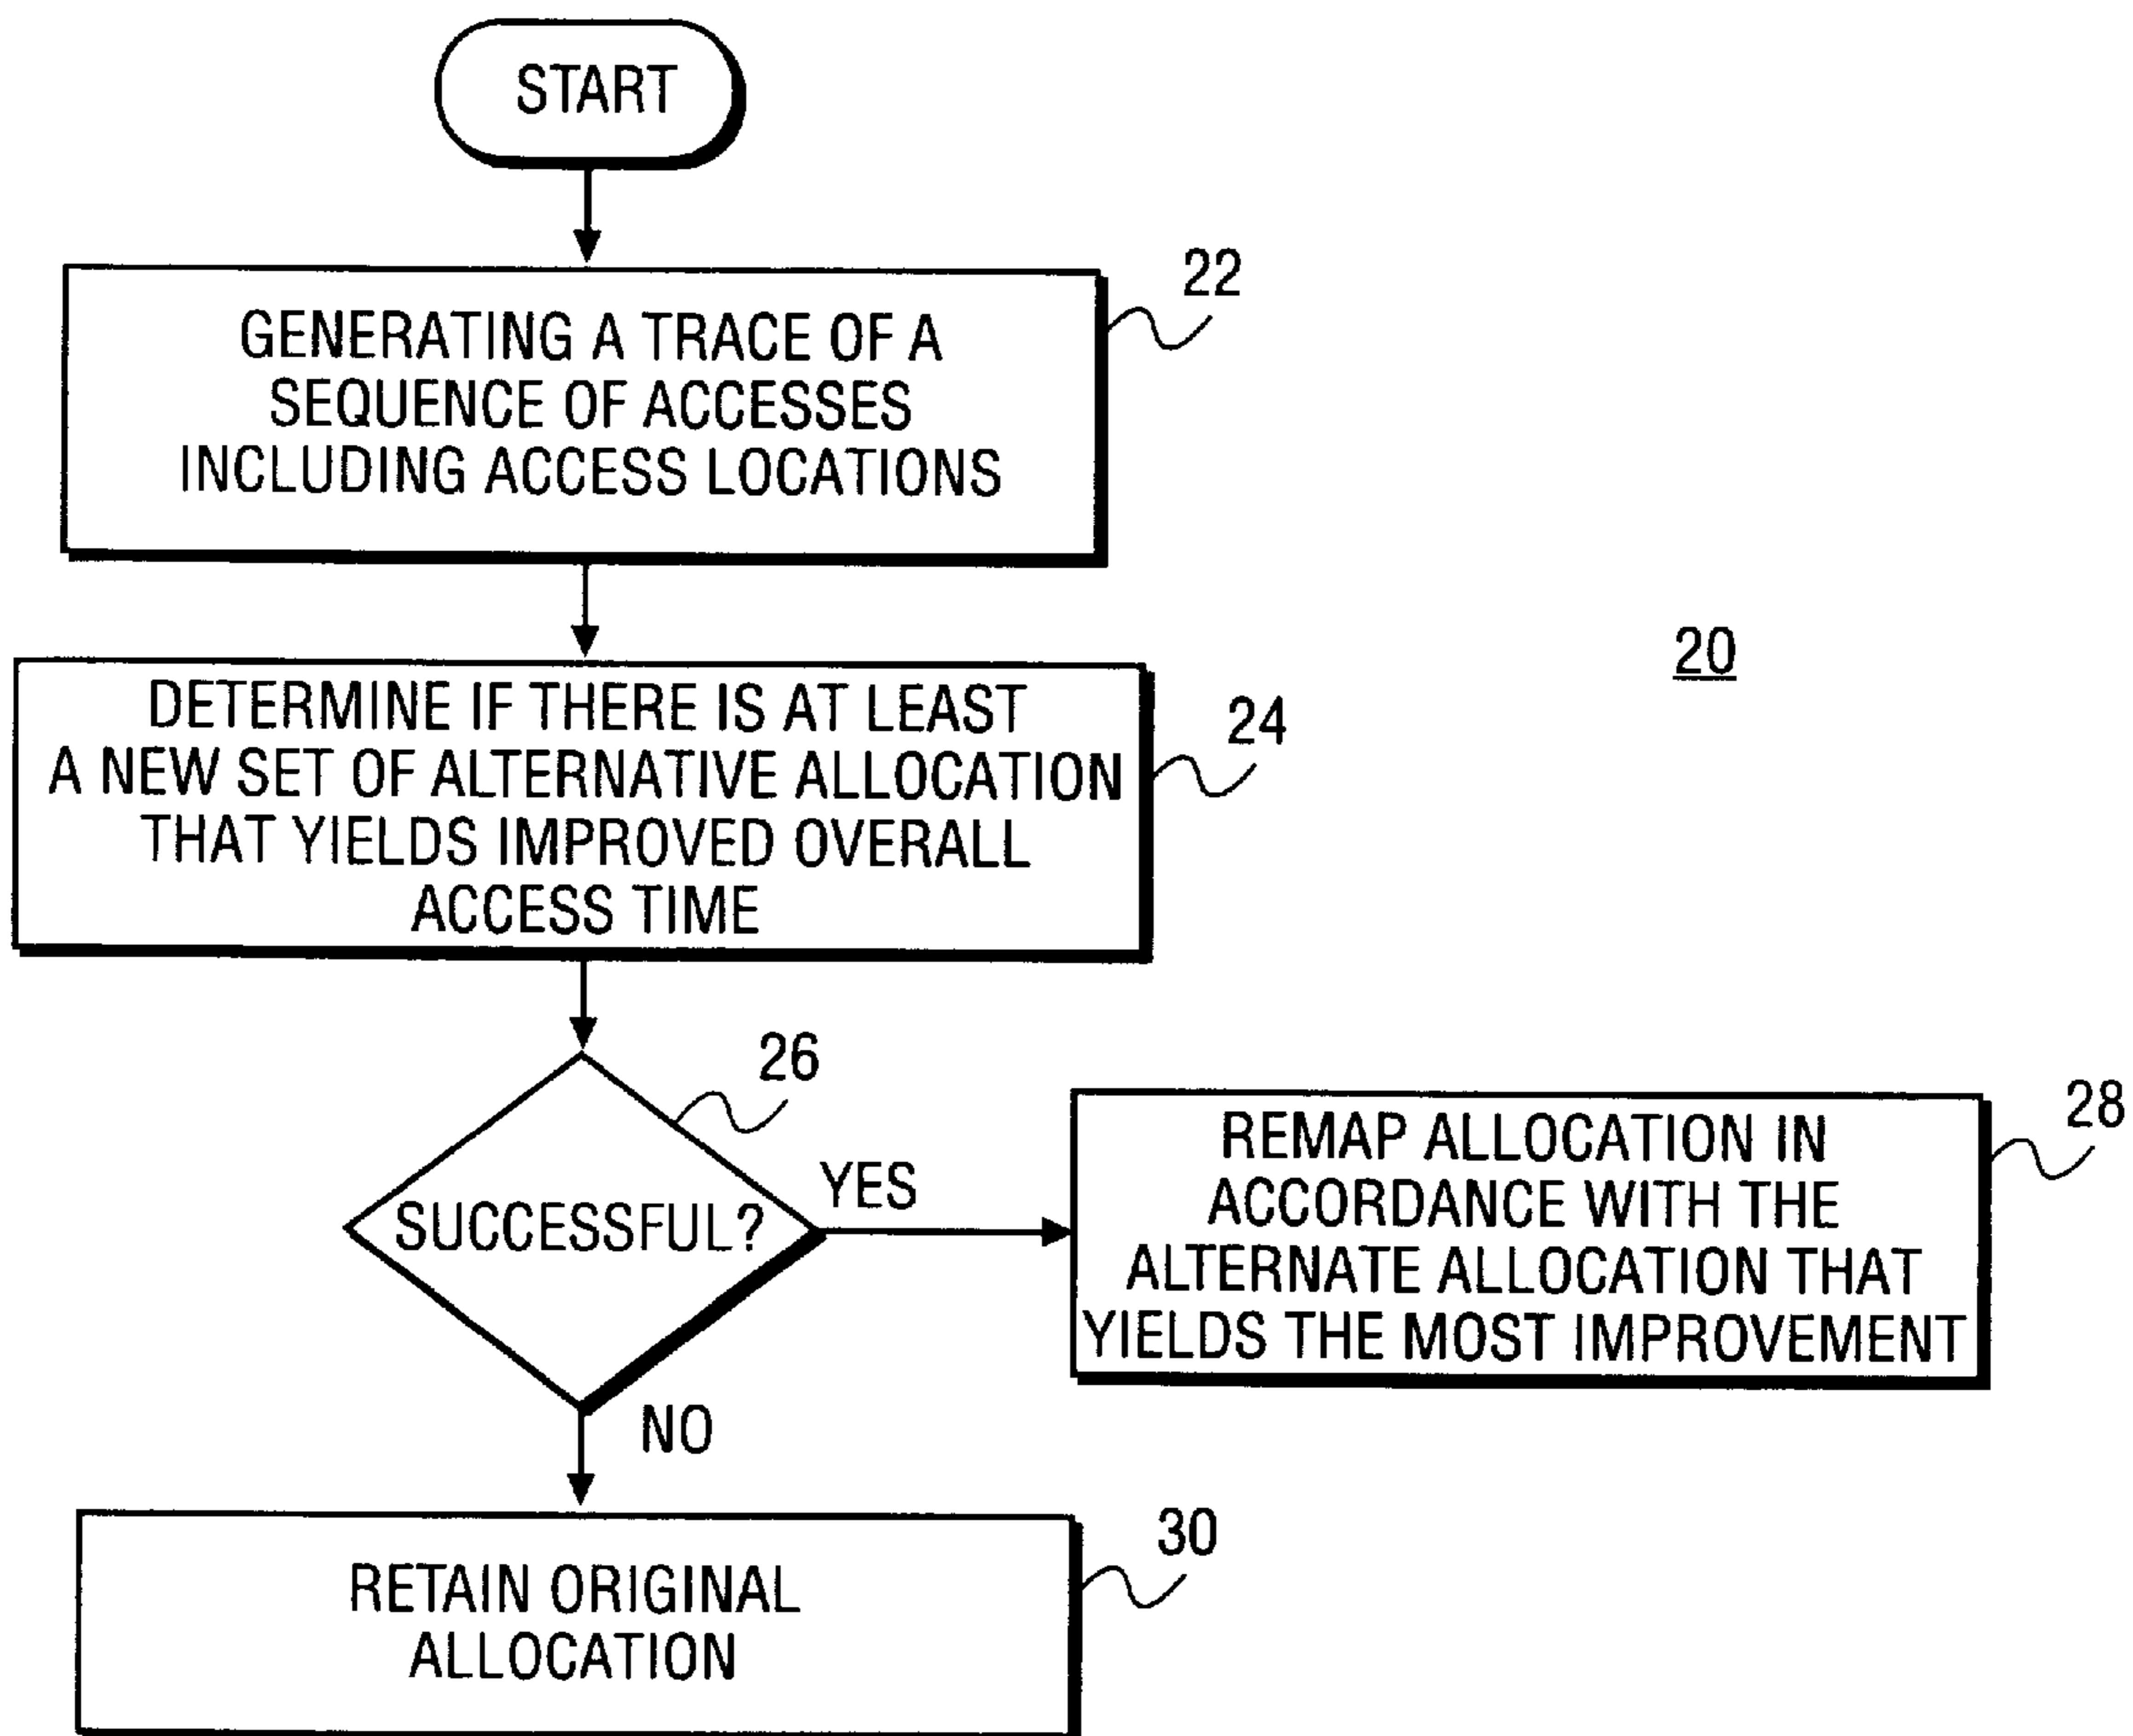 START
22
GENERATING A TRACE OF A
SEQUENCE OF ACCESSES
INCLUDING ACCESS LOCATIONS
20
24
DETERMINE IF THERE IS AT LEAST
A NEW SET OF ALTERNATIVE ALLOCATION
THAT YIELDS IMPROVED OVERALL
ACCESS TIME
26
SUCCESSFUL?
YES
28
REMAP ALLOCATION IN
ACCORDANCE WITH THE
ALTERNATE ALLOCATION THAT
YIELDS THE MOST IMPROVEMENT
NO
30
RETAIN ORIGINAL
ALLOCATION